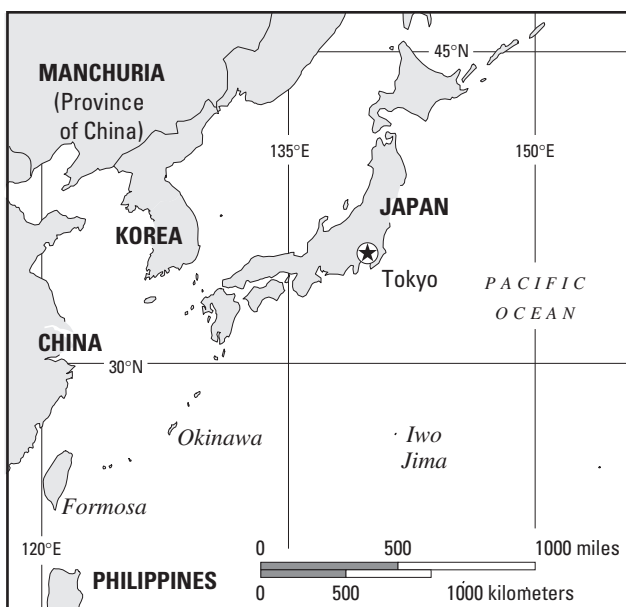 45°N
MANCHURIA
(Province
of China)
135°E
150°E
KOREA
JAPAN
Tokyo
PACIFIC
OCEAN
CHINA
30°N
Okinawa
Iwo
Jima
Formosa
120°E
0 500 1000 miles
PHILIPPINES
0 500 1000 kilometers